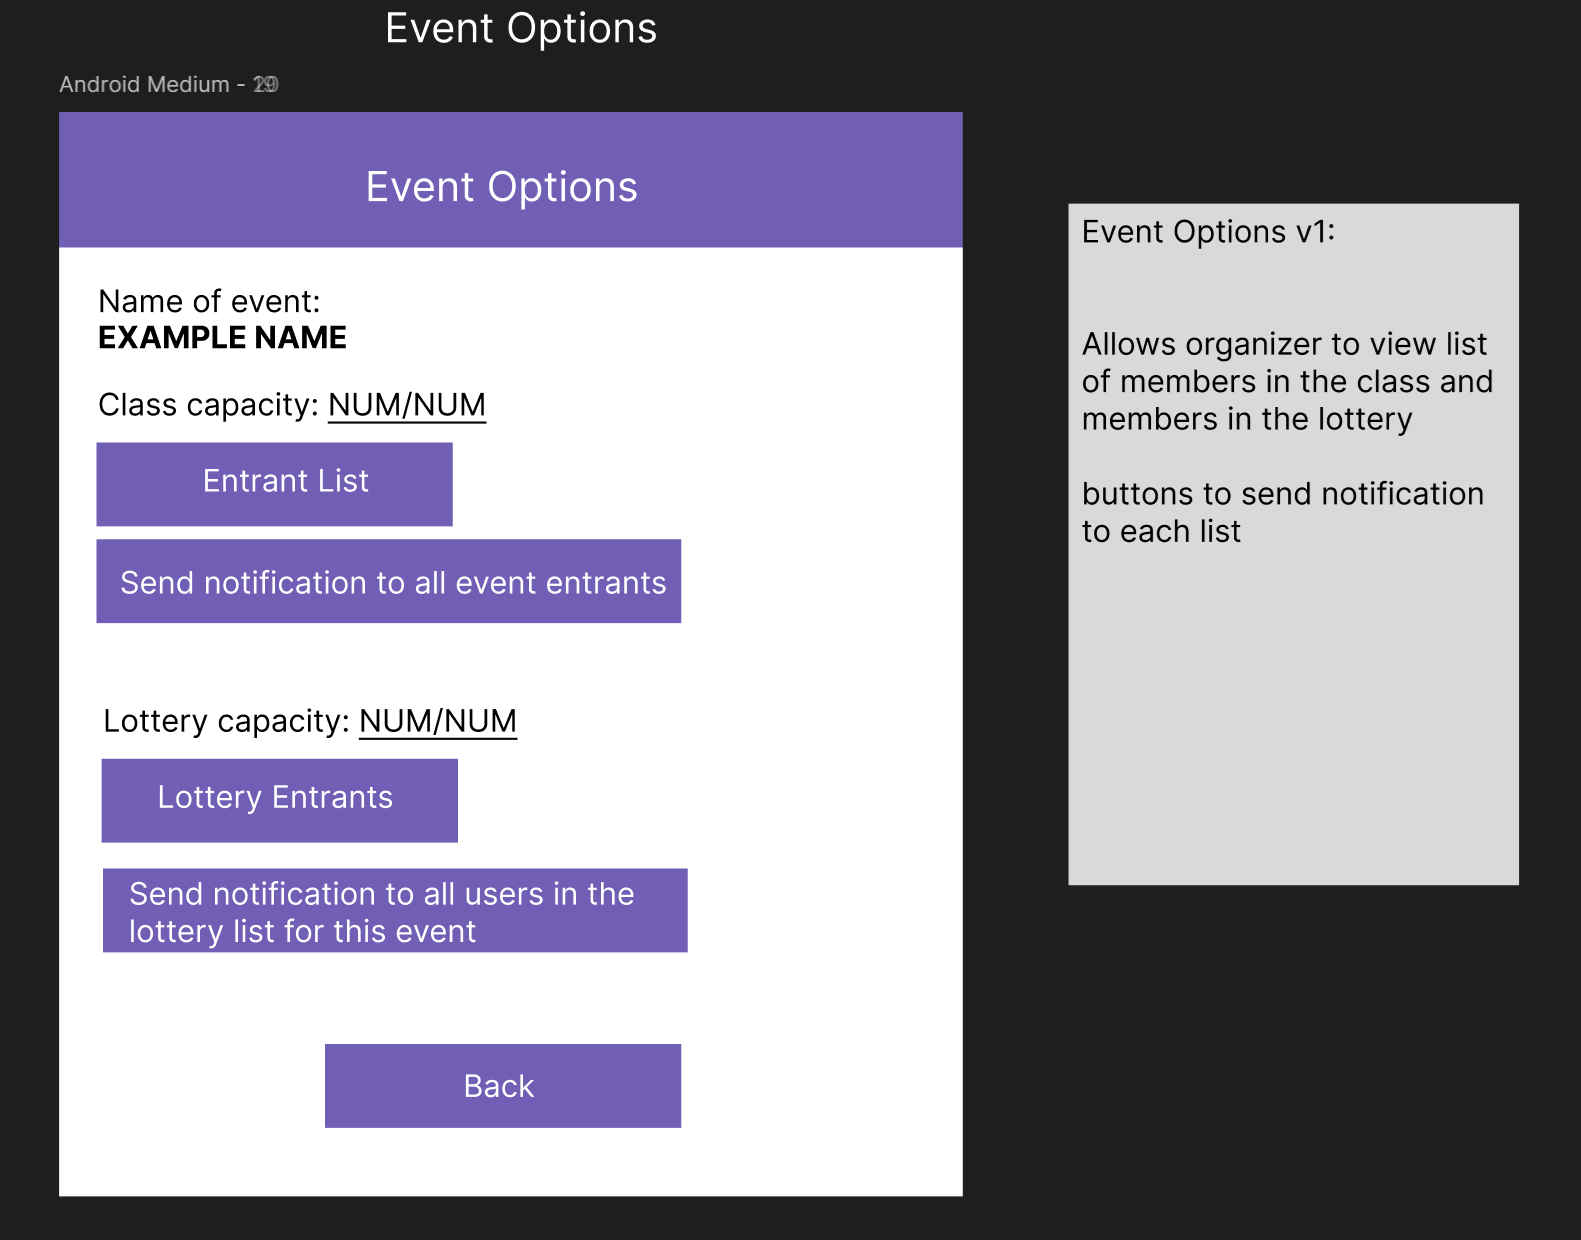 Event Options
Android Medium -
Event Options
Name of event:
EXAMPLE NAME
Class capacity: NUM/NUM
Entrant List
Send notification to all event entrants
Lottery capacity: NUM/NUM
Lottery Entrants
Send notification to all users in the
lottery list for this event
Back
Event Options v1:
Allows organizer to view list
of members in the class and
members in the lottery
buttons to send notification
to each list